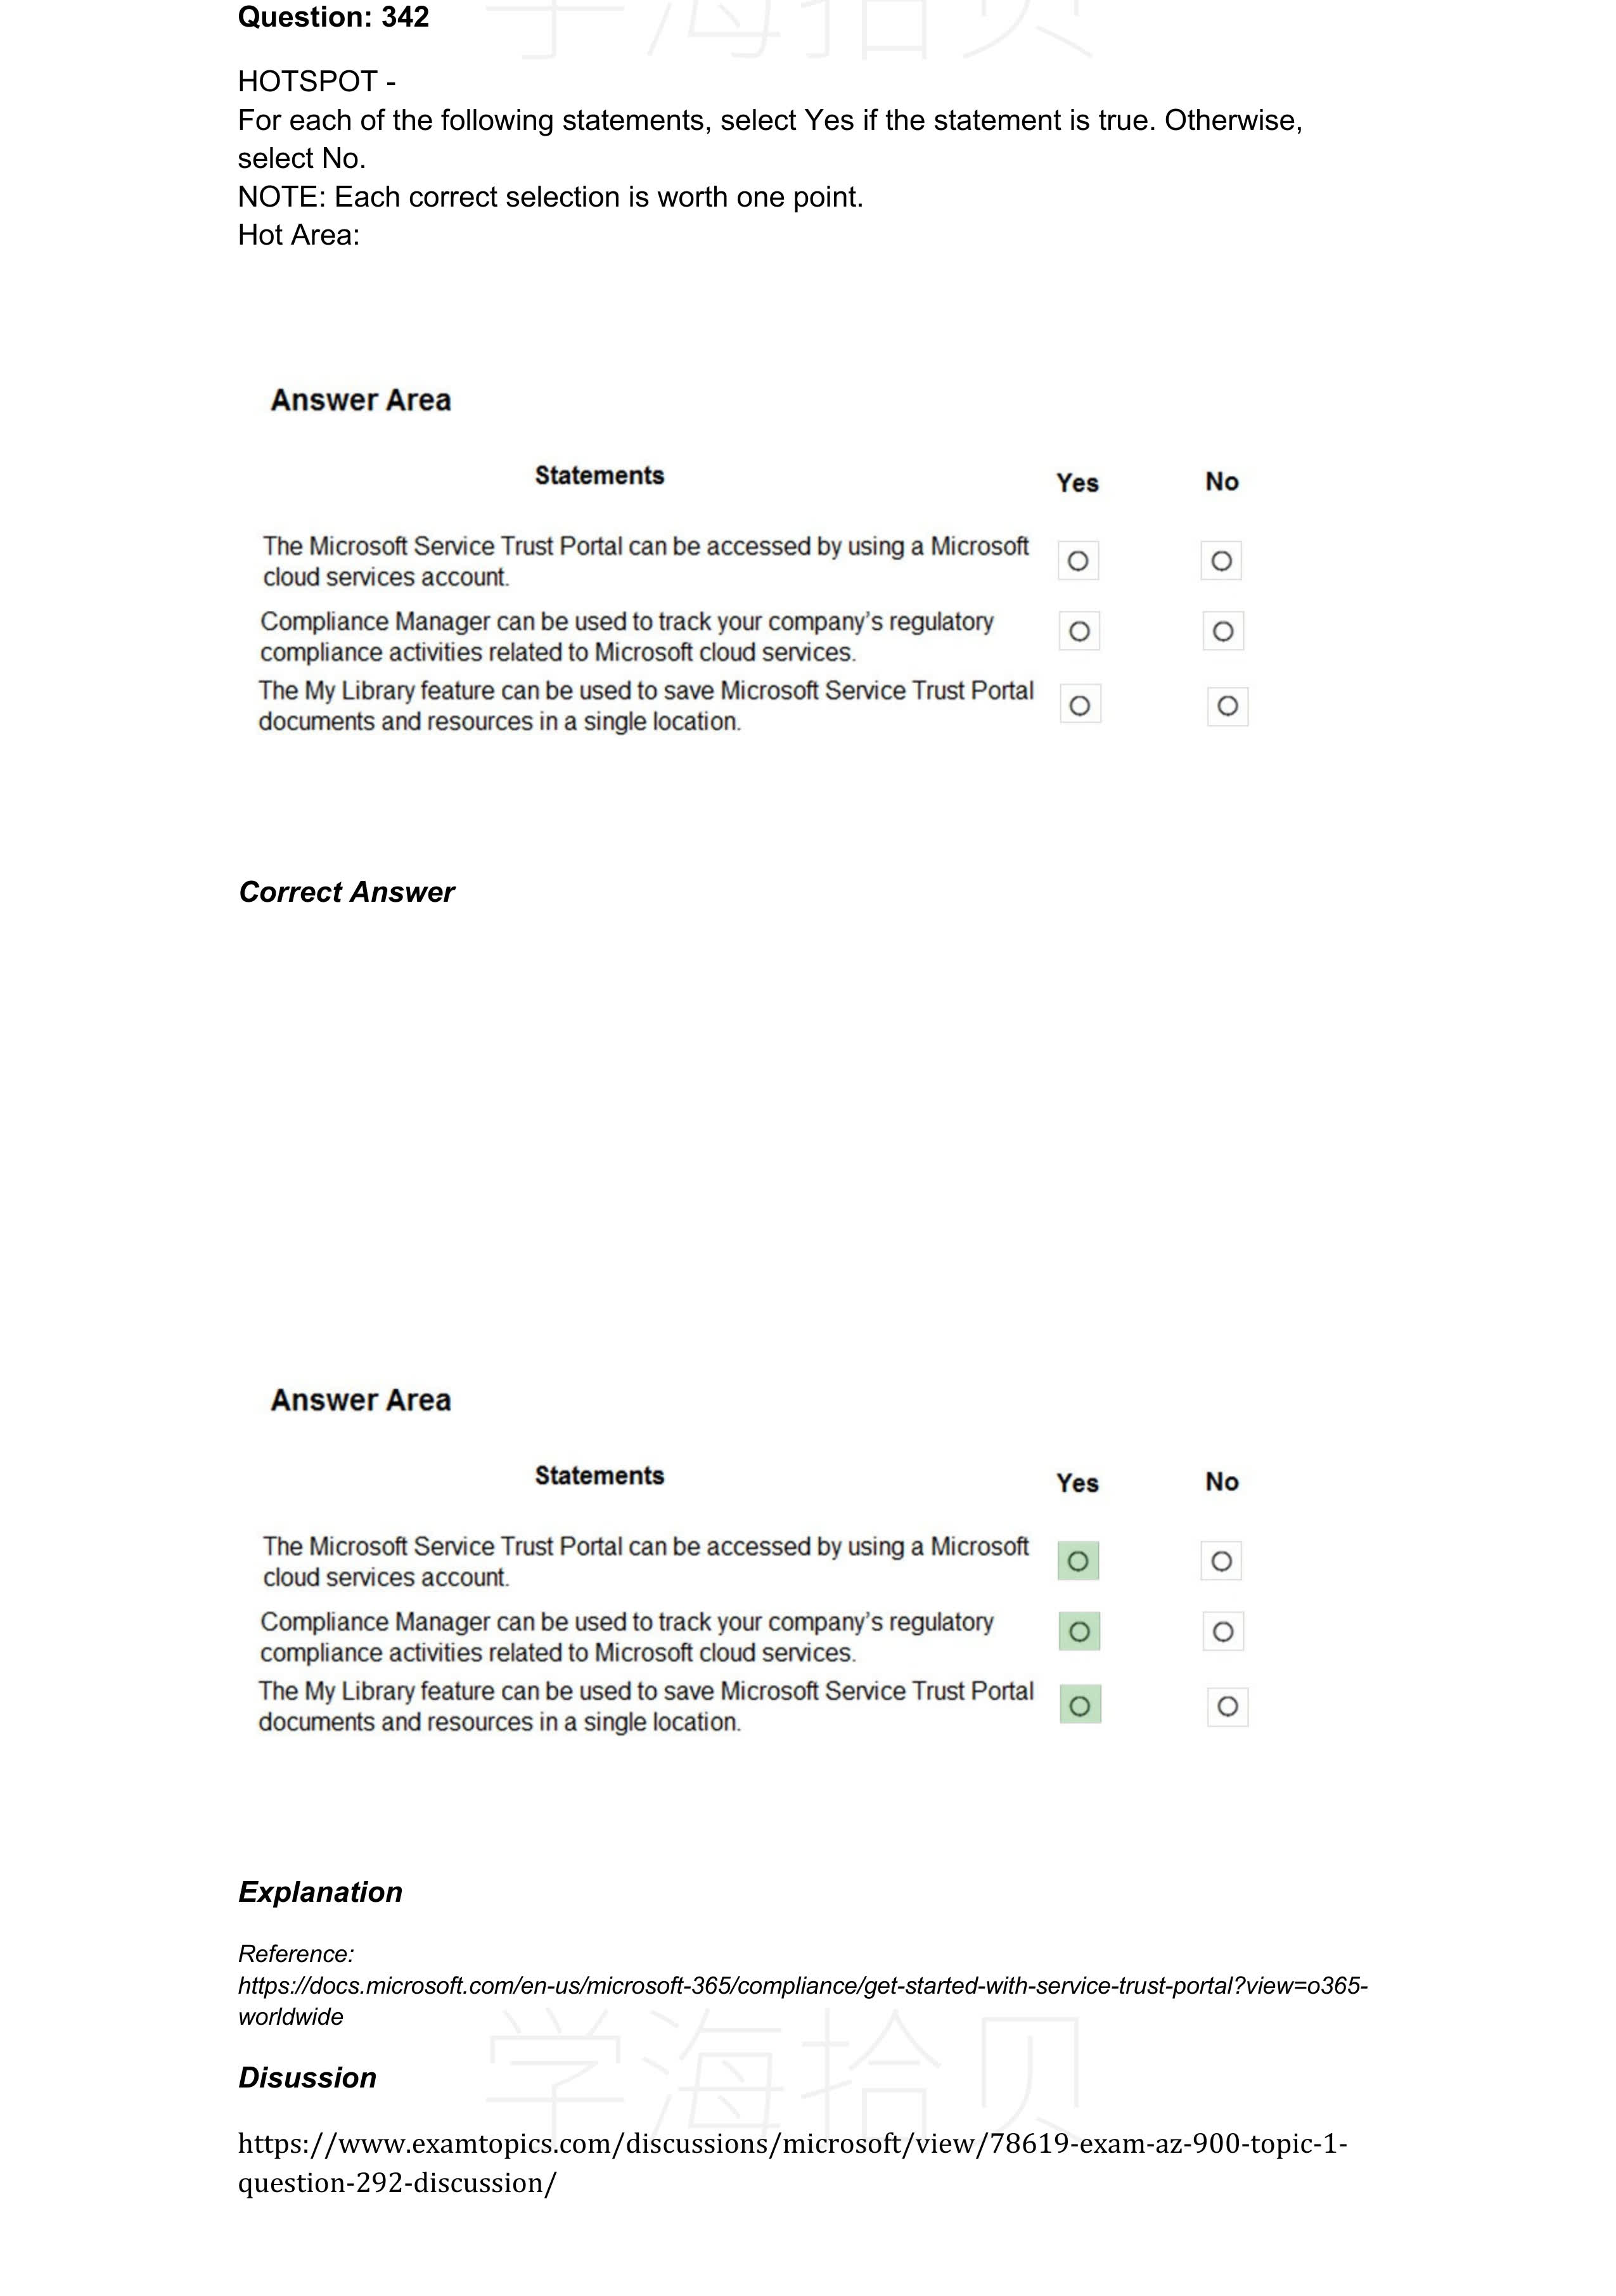 学海拾贝
Question: 342
HOTSPOT -
For each of the following statements, select Yes if the statement is true. Otherwise,
select No.
NOTE: Each correct selection is worth one point.
Hot Area:
Answer Area
Statements Yes No
The Microsoft Service Trust Portal can be accessed by using a Microsoft
cloud services account.
Compliance Manager can be used to track your company's regulatory
compliance activities related to Microsoft cloud services.
The My Library feature can be used to save Microsoft Service Trust Portal
documents and resources in a single location.
Correct Answer
Answer Area
Statements Yes No
The Microsoft Service Trust Portal can be accessed by using a Microsoft
cloud services account.
Compliance Manager can be used to track your company's regulatory
compliance activities related to Microsoft cloud services.
The My Library feature can be used to save Microsoft Service Trust Portal
documents and resources in a single location.
Explanation
Reference:
https://docs.microsoft.com/en-us/microsoft-365/compliance/get-started-with-service-trust-portal?view=o365-
worldwide
学海拾贝
Disussion
https://www.examtopics.com/discussions/microsoft/view/78619-exam-az-900-topic-1-
question-292-discussion/